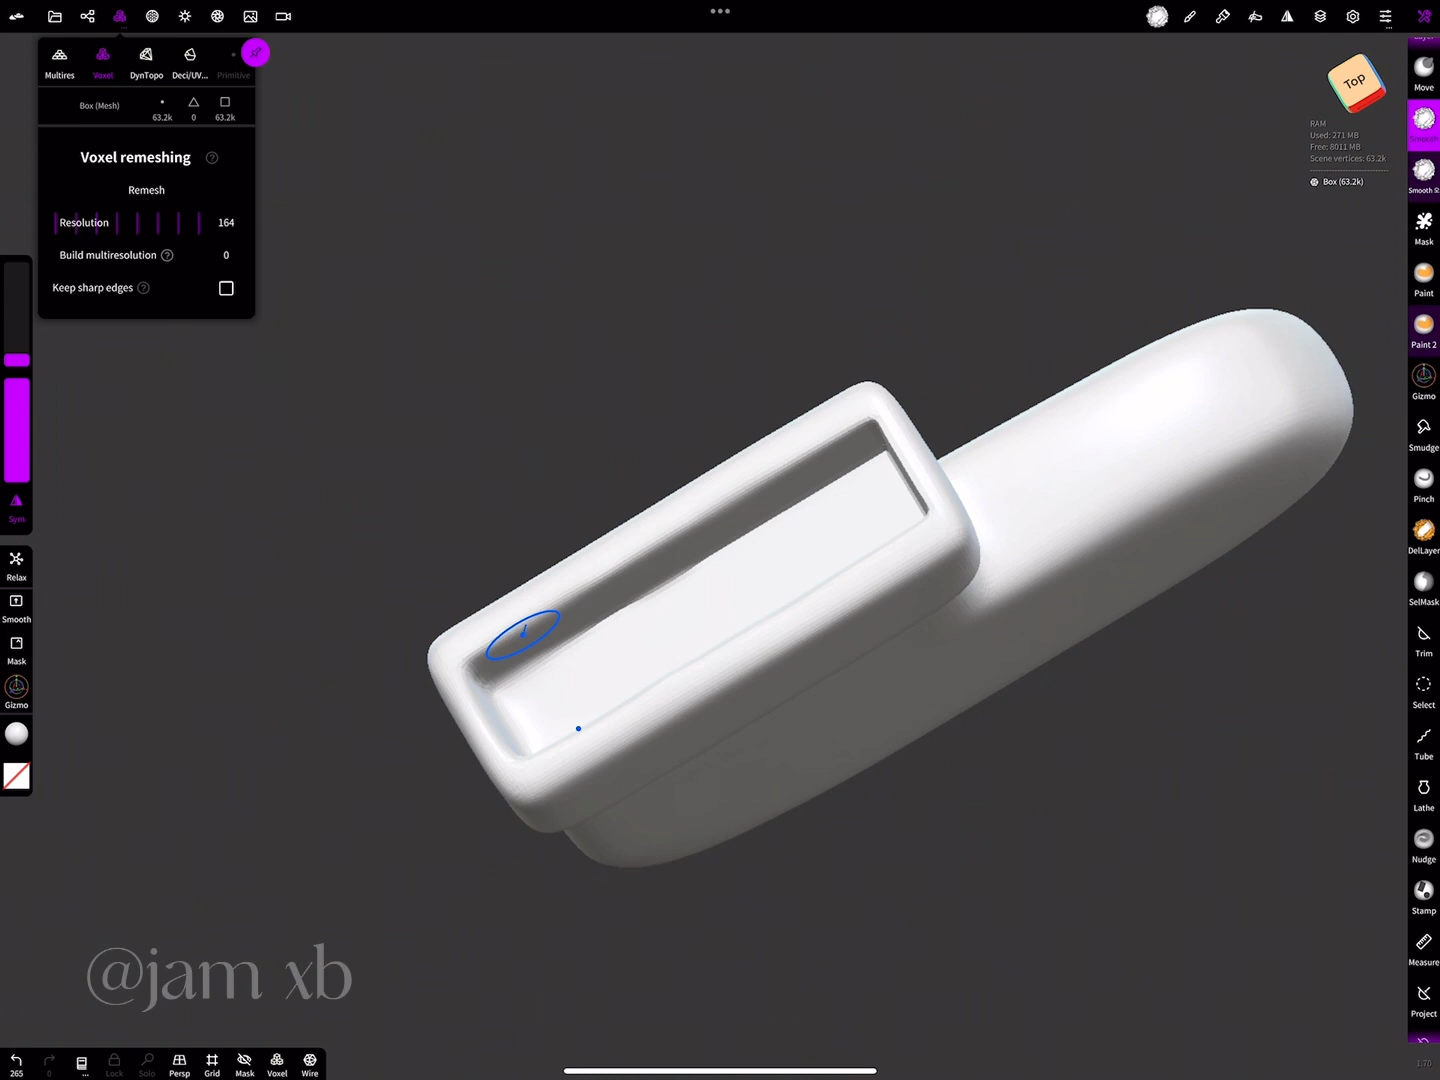 Multires
Voxel
DynTopo
Deci/UV...
Primitive
Box (Mesh)
63.2k
0
63.2k
Voxel remeshing ?
Remesh
Resolution 164
Build multiresolution ? 0
Keep sharp edges ?
Top
RAM
Used: 271 MB
Free: 8011 MB
Scene vertices: 63.2k
Box (63.2k)
Move
Smooth
Mask
Paint
Paint 2
Gizmo
Smudge
Pinch
DelLayer
SelMask
Trim
Select
Tube
Lathe
Nudge
Stamp
Measure
Project
Sym
Relax
Smooth
Mask
Gizmo
@jam xb
265
0
...
Lock
Solo
Persp
Grid
Mask
Voxel
Wire
1.70